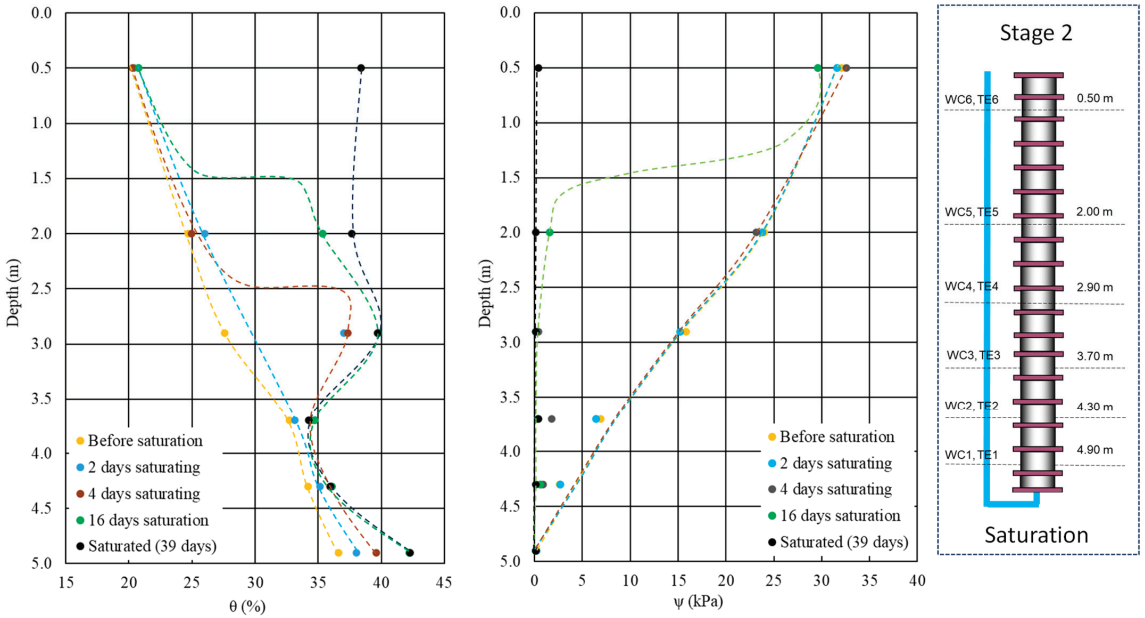 0.0
0.5
1.0
1.5
2.0
2.5
3.0
3.5
4.0
4.5
5.0
Depth (m)
15
20
25
30
35
40
45
θ (%)
Before saturation
2 days saturating
4 days saturating
16 days saturation
Saturated (39 days)
0.0
0.5
1.0
1.5
2.0
2.5
3.0
3.5
4.0
4.5
5.0
Depth (m)
0
5
10
15
20
25
30
35
40
ψ (kPa)
Before saturation
2 days saturating
4 days saturating
16 days saturation
Saturated (39 days)
Stage 2
WC6, TE6 0.50 m
WC5, TE5 2.00 m
WC4, TE4 2.90 m
WC3, TE3 3.70 m
WC2, TE2 4.30 m
WC1, TE1 4.90 m
Saturation